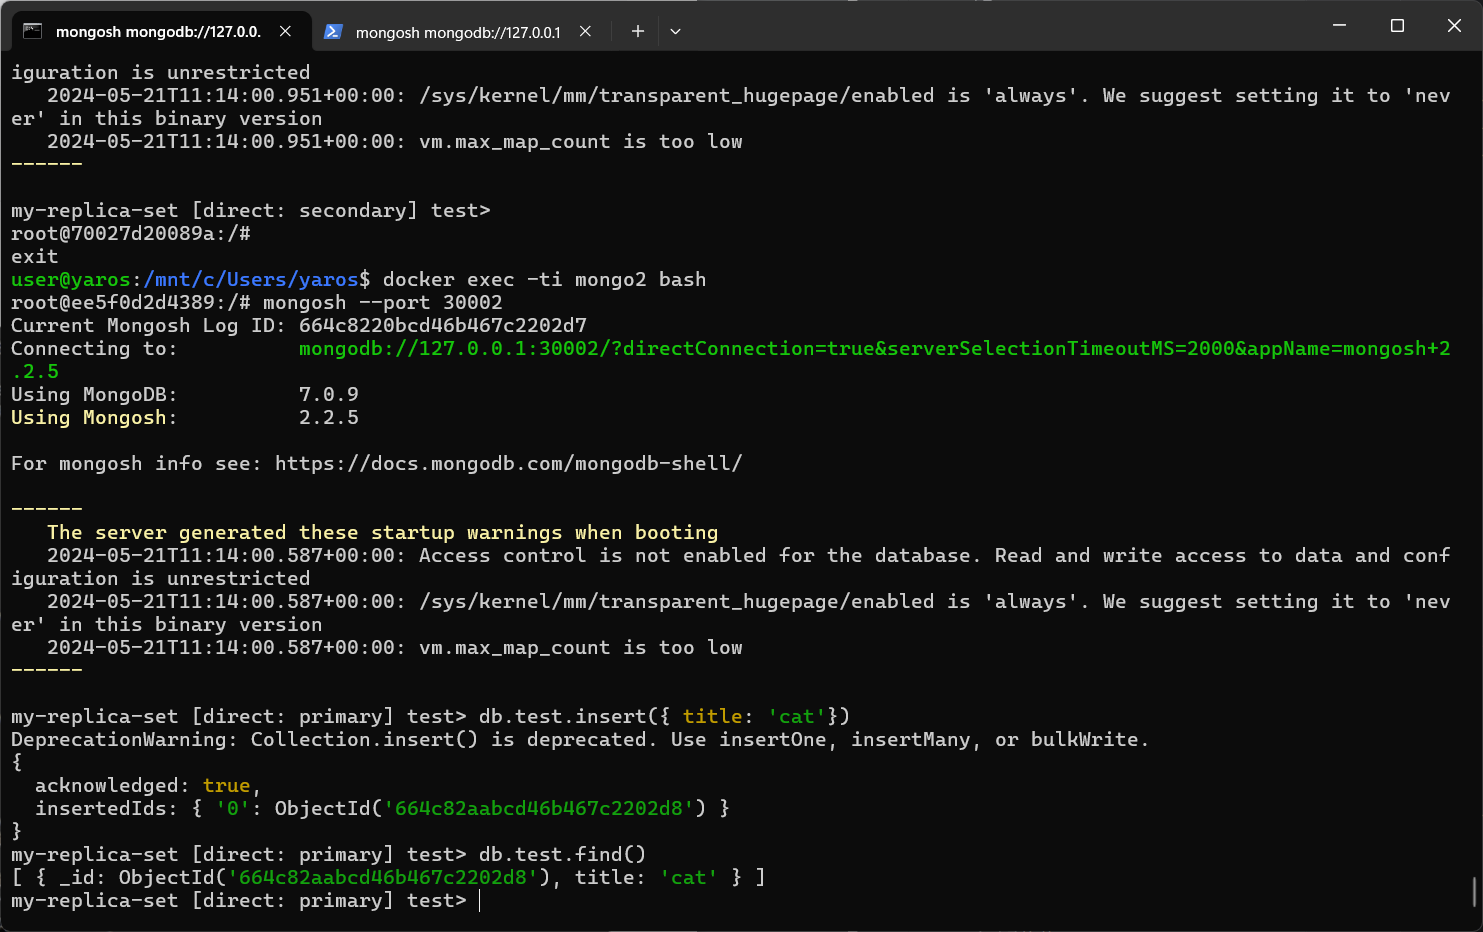 mongosh mongodb://127.0.0.
mongosh mongodb://127.0.0.1
iguration is unrestricted
   2024-05-21T11:14:00.951+00:00: /sys/kernel/mm/transparent_hugepage/enabled is 'always'. We suggest setting it to 'nev
er' in this binary version
   2024-05-21T11:14:00.951+00:00: vm.max_map_count is too low
------
my-replica-set [direct: secondary] test>
root@70027d20089a:/#
exit
user@yaros:/mnt/c/Users/yaros$ docker exec -ti mongo2 bash
root@ee5f0d2d4389:/# mongosh --port 30002
Current Mongosh Log ID: 664c8220bcd46b467c2202d7
Connecting to:          mongodb://127.0.0.1:30002/?directConnection=true&serverSelectionTimeoutMS=2000&appName=mongosh+2
.2.5
Using MongoDB:          7.0.9
Using Mongosh:          2.2.5
For mongosh info see: https://docs.mongodb.com/mongodb-shell/
------
   The server generated these startup warnings when booting
   2024-05-21T11:14:00.587+00:00: Access control is not enabled for the database. Read and write access to data and conf
iguration is unrestricted
   2024-05-21T11:14:00.587+00:00: /sys/kernel/mm/transparent_hugepage/enabled is 'always'. We suggest setting it to 'nev
er' in this binary version
   2024-05-21T11:14:00.587+00:00: vm.max_map_count is too low
------
my-replica-set [direct: primary] test> db.test.insert({ title: 'cat'})
DeprecationWarning: Collection.insert() is deprecated. Use insertOne, insertMany, or bulkWrite.
{
  acknowledged: true,
  insertedIds: { '0': ObjectId('664c82aabcd46b467c2202d8') }
}
my-replica-set [direct: primary] test> db.test.find()
[ { _id: ObjectId('664c82aabcd46b467c2202d8'), title: 'cat' } ]
my-replica-set [direct: primary] test>